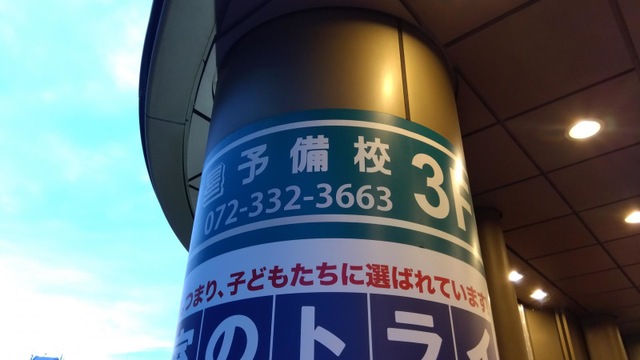 予備校 3F
072-332-3663
つまり、子どもたちに選ばれています
のトライ